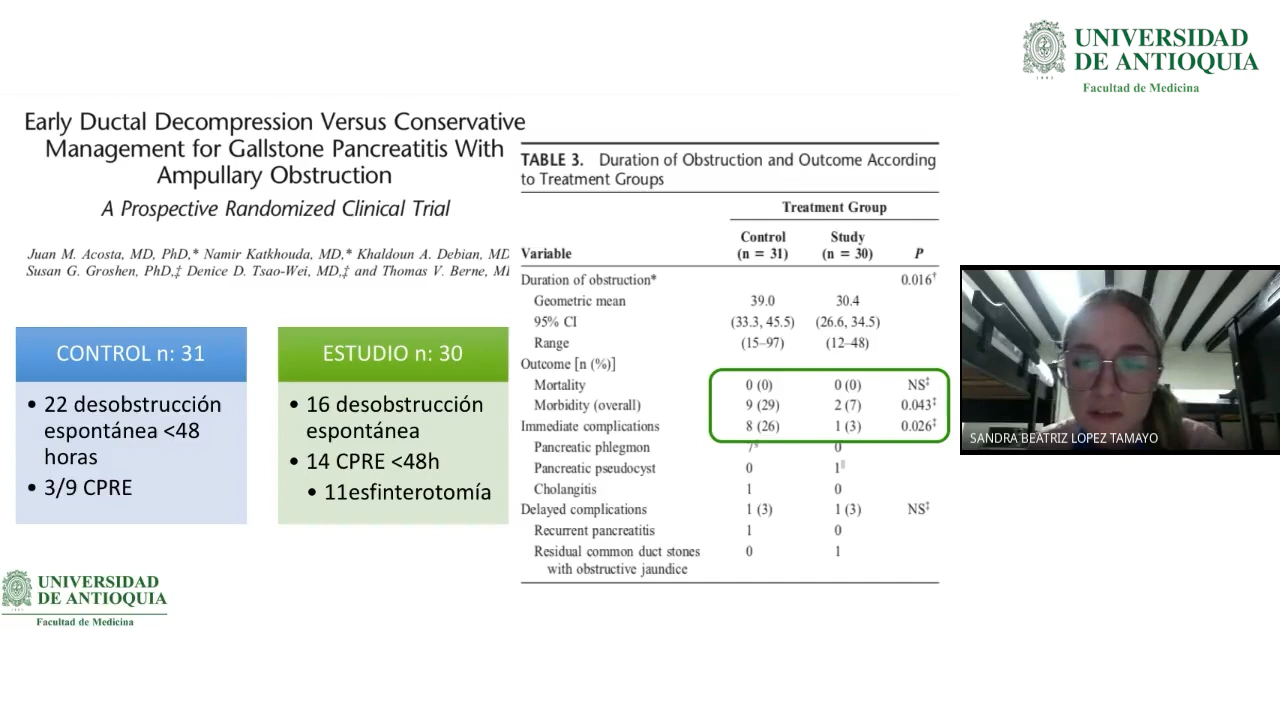 UNIVERSIDAD
DE ANTIOQUIA
Facultad de Medicina
Early Ductal Decompression Versus Conservative
Management for Gallstone Pancreatitis With
Ampullary Obstruction
A Prospective Randomized Clinical Trial
Juan M. Acosta, MD, PhD,* Namir Katkhouda, MD,* Khaldoun A. Debian, MD
Susan G. Groshen, PhD,‡ Denice D. Tsao-Wei, MD,‡ and Thomas V. Berne, MD
CONTROL n: 31
• 22 desobstrucción
espontánea <48
horas
• 3/9 CPRE
ESTUDIO n: 30
• 16 desobstrucción
espontánea
• 14 CPRE <48h
• 11esfinterotomía
TABLE 3. Duration of Obstruction and Outcome According
to Treatment Groups
Treatment Group
Control Study
Variable (n = 31) (n = 30) P
Duration of obstruction* 0.016†
Geometric mean 39.0 30.4
95% CI (33.3, 45.5) (26.6, 34.5)
Range (15–97) (12–48)
Outcome [n (%)]
Mortality 0 (0) 0 (0) NS‡
Morbidity (overall) 9 (29) 2 (7) 0.043‡
Immediate complications 8 (26) 1 (3) 0.026‡
Pancreatic phlegmon 7§ 0
Pancreatic pseudocyst 0 1||
Cholangitis 1 0
Delayed complications 1 (3) 1 (3) NS‡
Recurrent pancreatitis 1 0
Residual common duct stones 0 1
with obstructive jaundice
SANDRA BEATRIZ LOPEZ TAMAYO
UNIVERSIDAD
DE ANTIOQUIA
Facultad de Medicina